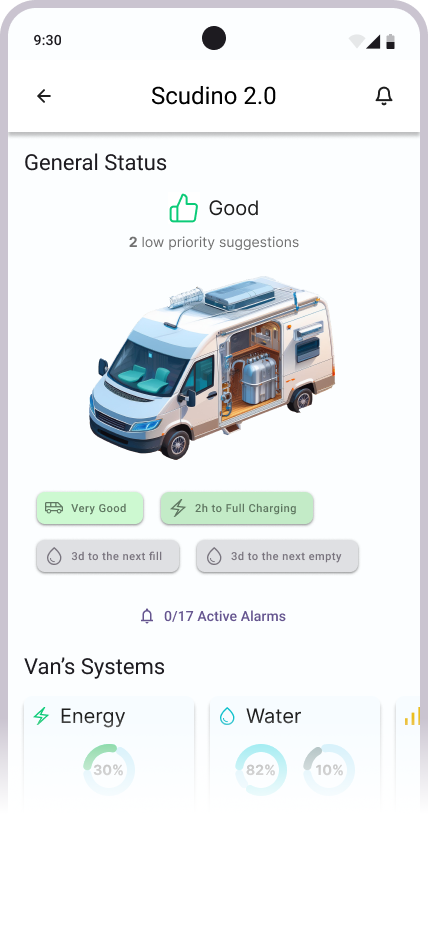 9:30
Scudino 2.0
General Status
Good
2 low priority suggestions
Very Good
2h to Full Charging
3d to the next fill
3d to the next empty
0/17 Active Alarms
Van’s Systems
Energy
Water
30%
82%
10%